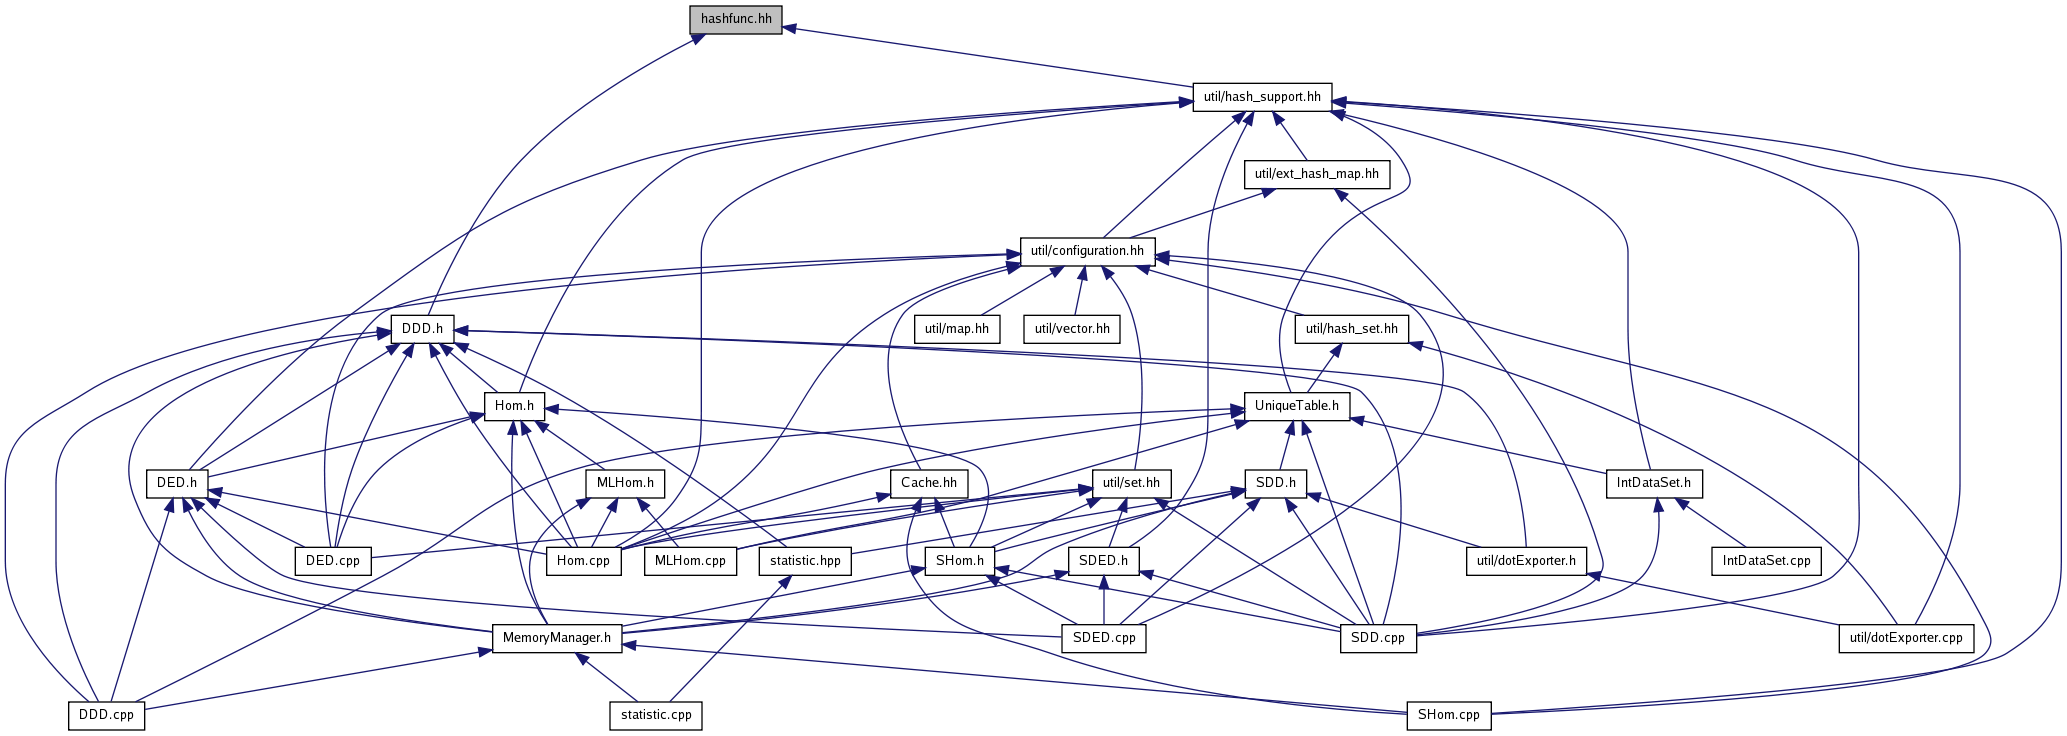 hashfunc.hh
util/hash_support.hh
util/ext_hash_map.hh
util/configuration.hh
DDD.h
util/map.hh
util/vector.hh
util/hash_set.hh
Hom.h
UniqueTable.h
DED.h
MLHom.h
Cache.hh
util/set.hh
SDD.h
IntDataSet.h
DED.cpp
Hom.cpp
MLHom.cpp
statistic.hpp
SHom.h
SDED.h
util/dotExporter.h
IntDataSet.cpp
MemoryManager.h
SDED.cpp
SDD.cpp
util/dotExporter.cpp
DDD.cpp
statistic.cpp
SHom.cpp